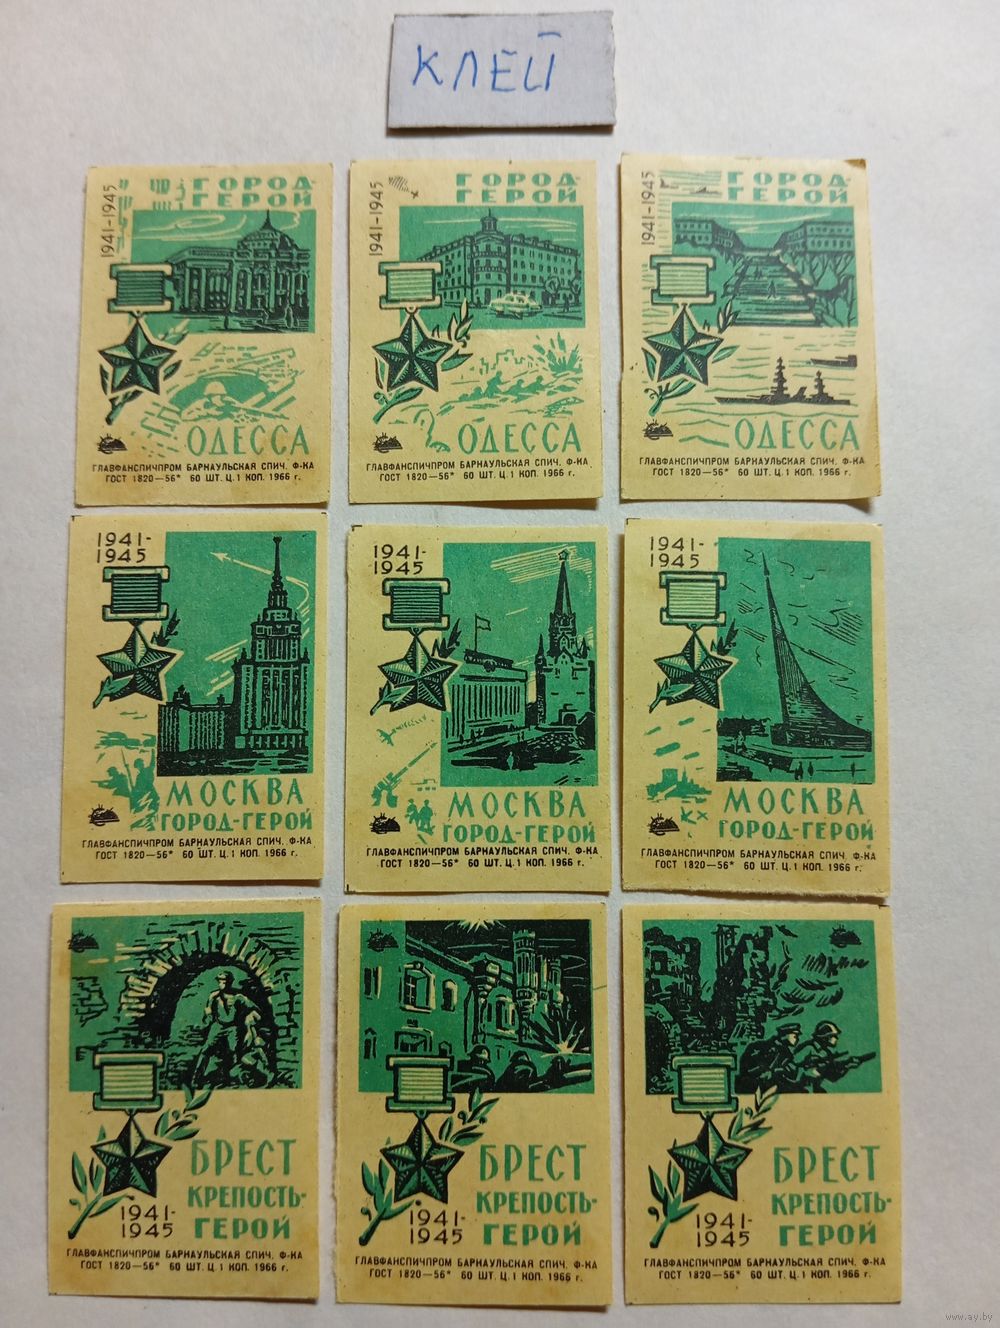 КЛЕЙ
1941-1945
ГОРОД-
ГЕРОЙ
ОДЕССА
ГЛАВФАНСПИЧПРОМ БАРНАУЛЬСКАЯ СПИЧ. Ф-КА
ГОСТ 1820—56* 60 ШТ. Ц. 1 КОП. 1966 г.
1941-1945
ГОРОД-
ГЕРОЙ
ОДЕССА
ГЛАВФАНСПИЧПРОМ БАРНАУЛЬСКАЯ СПИЧ. Ф-КА
ГОСТ 1820—56* 60 ШТ. Ц. 1 КОП. 1966 г.
1941-1945
ГОРОД-
ГЕРОЙ
ОДЕССА
ГЛАВФАНСПИЧПРОМ БАРНАУЛЬСКАЯ СПИЧ. Ф-КА
ГОСТ 1820—56* 60 ШТ. Ц. 1 КОП. 1966 г.
1941-
1945
МОСКВА
ГОРОД-ГЕРОЙ
ГЛАВФАНСПИЧПРОМ БАРНАУЛЬСКАЯ СПИЧ. Ф-КА
ГОСТ 1820—56* 60 ШТ. Ц. 1 КОП. 1966 г.
1941-
1945
МОСКВА
ГОРОД-ГЕРОЙ
ГЛАВФАНСПИЧПРОМ БАРНАУЛЬСКАЯ СПИЧ. Ф-КА
ГОСТ 1820—56* 60 ШТ. Ц. 1 КОП. 1966 г.
1941-
1945
МОСКВА
ГОРОД-ГЕРОЙ
ГЛАВФАНСПИЧПРОМ БАРНАУЛЬСКАЯ СПИЧ. Ф-КА
ГОСТ 1820—56* 60 ШТ. Ц. 1 КОП. 1966 г.
БРЕСТ
КРЕПОСТЬ-
ГЕРОЙ
1941-
1945
ГЛАВФАНСПИЧПРОМ БАРНАУЛЬСКАЯ СПИЧ. Ф-КА
ГОСТ 1820—56* 60 ШТ. Ц. 1 КОП. 1966 г.
БРЕСТ
КРЕПОСТЬ-
ГЕРОЙ
1941-
1945
ГЛАВФАНСПИЧПРОМ БАРНАУЛЬСКАЯ СПИЧ. Ф-КА
ГОСТ 1820—56* 60 ШТ. Ц. 1 КОП. 1966 г.
БРЕСТ
КРЕПОСТЬ-
ГЕРОЙ
1941-
1945
ГЛАВФАНСПИЧПРОМ БАРНАУЛЬСКАЯ СПИЧ. Ф-КА
ГОСТ 1820—56* 60 ШТ. Ц. 1 КОП. 1966 г.
www.ay.by